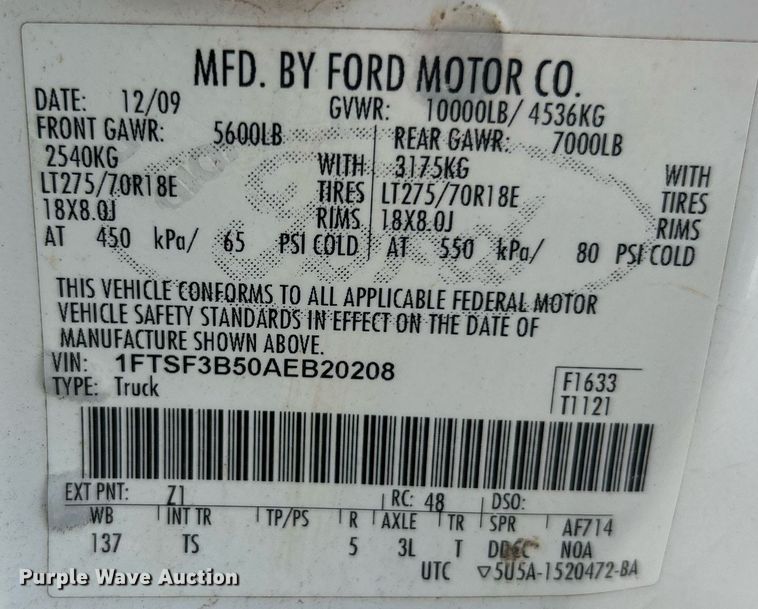 MFD. BY FORD MOTOR CO.
DATE: 12/09 GVWR: 10000LB/ 4536KG
FRONT GAWR: 5600LB REAR GAWR: 7000LB
2540KG WITH 3175KG WITH
LT275/70R18E TIRES LT275/70R18E TIRES
18X8.0J RIMS 18X8.0J RIMS
AT 450 kPa/ 65 PSI COLD AT 550 kPa/ 80 PSI COLD
THIS VEHICLE CONFORMS TO ALL APPLICABLE FEDERAL MOTOR
VEHICLE SAFETY STANDARDS IN EFFECT ON THE DATE OF
MANUFACTURE SHOWN ABOVE.
VIN: 1FTSF3B50AEB20208
TYPE: Truck
F1633
T1121
EXT PNT: Z1 RC: 48 DSO:
WB INT TR TP/PS R AXLE TR SPR AF714
137 TS 5 3L T NOA
UTC ▽5U5A-1520472-BA
Purple Wave Auction